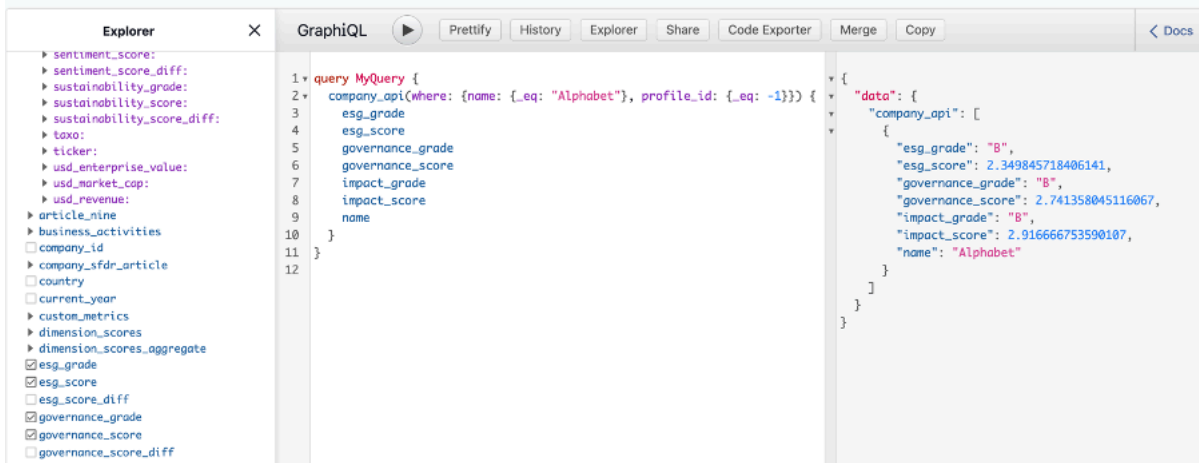 Explorer
sentiment_score:
sentiment_score_diff:
sustainability_grade:
sustainability_score:
sustainability_score_diff:
taxo:
ticker:
usd_enterprise_value:
usd_market_cap:
usd_revenue:
article_nine
business_activities
company_id
company_sfdr_article
country
current_year
custom_metrics
dimension_scores
dimension_scores_aggregate
esg_grade
esg_score
esg_score_diff
governance_grade
governance_score
governance_score_diff
GraphiQL Prettify History Explorer Share Code Exporter Merge Copy < Docs
1 query MyQuery {
2 company_api(where: {name: {_eq: "Alphabet"}, profile_id: {_eq: -1}}) {
3 esg_grade
4 esg_score
5 governance_grade
6 governance_score
7 impact_grade
8 impact_score
9 name
10 }
11 }
12
{
"data": {
"company_api": [
{
"esg_grade": "B",
"esg_score": 2.349845718406141,
"governance_grade": "B",
"governance_score": 2.741358045116067,
"impact_grade": "B",
"impact_score": 2.916666753590107,
"name": "Alphabet"
}
]
}
}